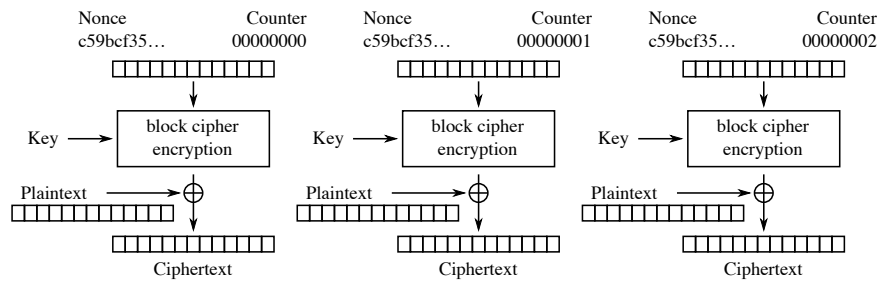 Nonce Counter Nonce Counter Nonce Counter
c59bcf35… 00000000 c59bcf35… 00000001 c59bcf35… 00000002
Key block cipher encryption Key block cipher encryption Key block cipher encryption
Plaintext Plaintext Plaintext
Ciphertext Ciphertext Ciphertext